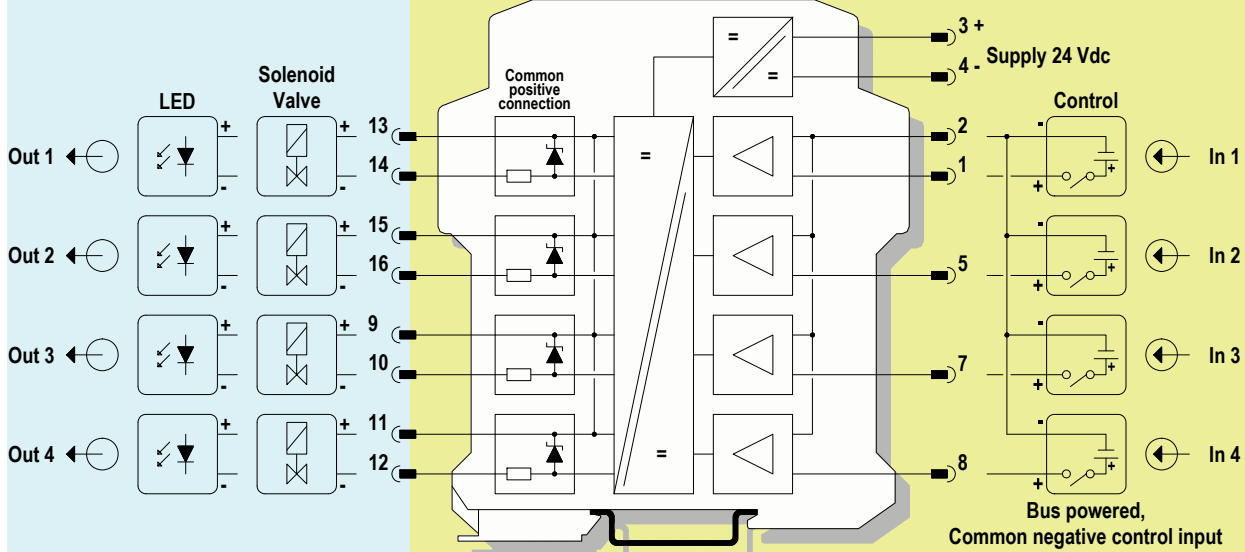 3 +
Supply 24 Vdc
4 -
=
=
LED
Solenoid
Valve
Common
positive
connection
Control
Out 1
+
-
+
-
13
14
=
2
1
-
+
+
In 1
Out 2
+
-
+
-
15
16
5
-
+
+
In 2
Out 3
+
-
+
-
9
10
7
-
+
+
In 3
Out 4
+
-
+
-
11
12
=
8
-
+
+
In 4
Bus powered,
Common negative control input